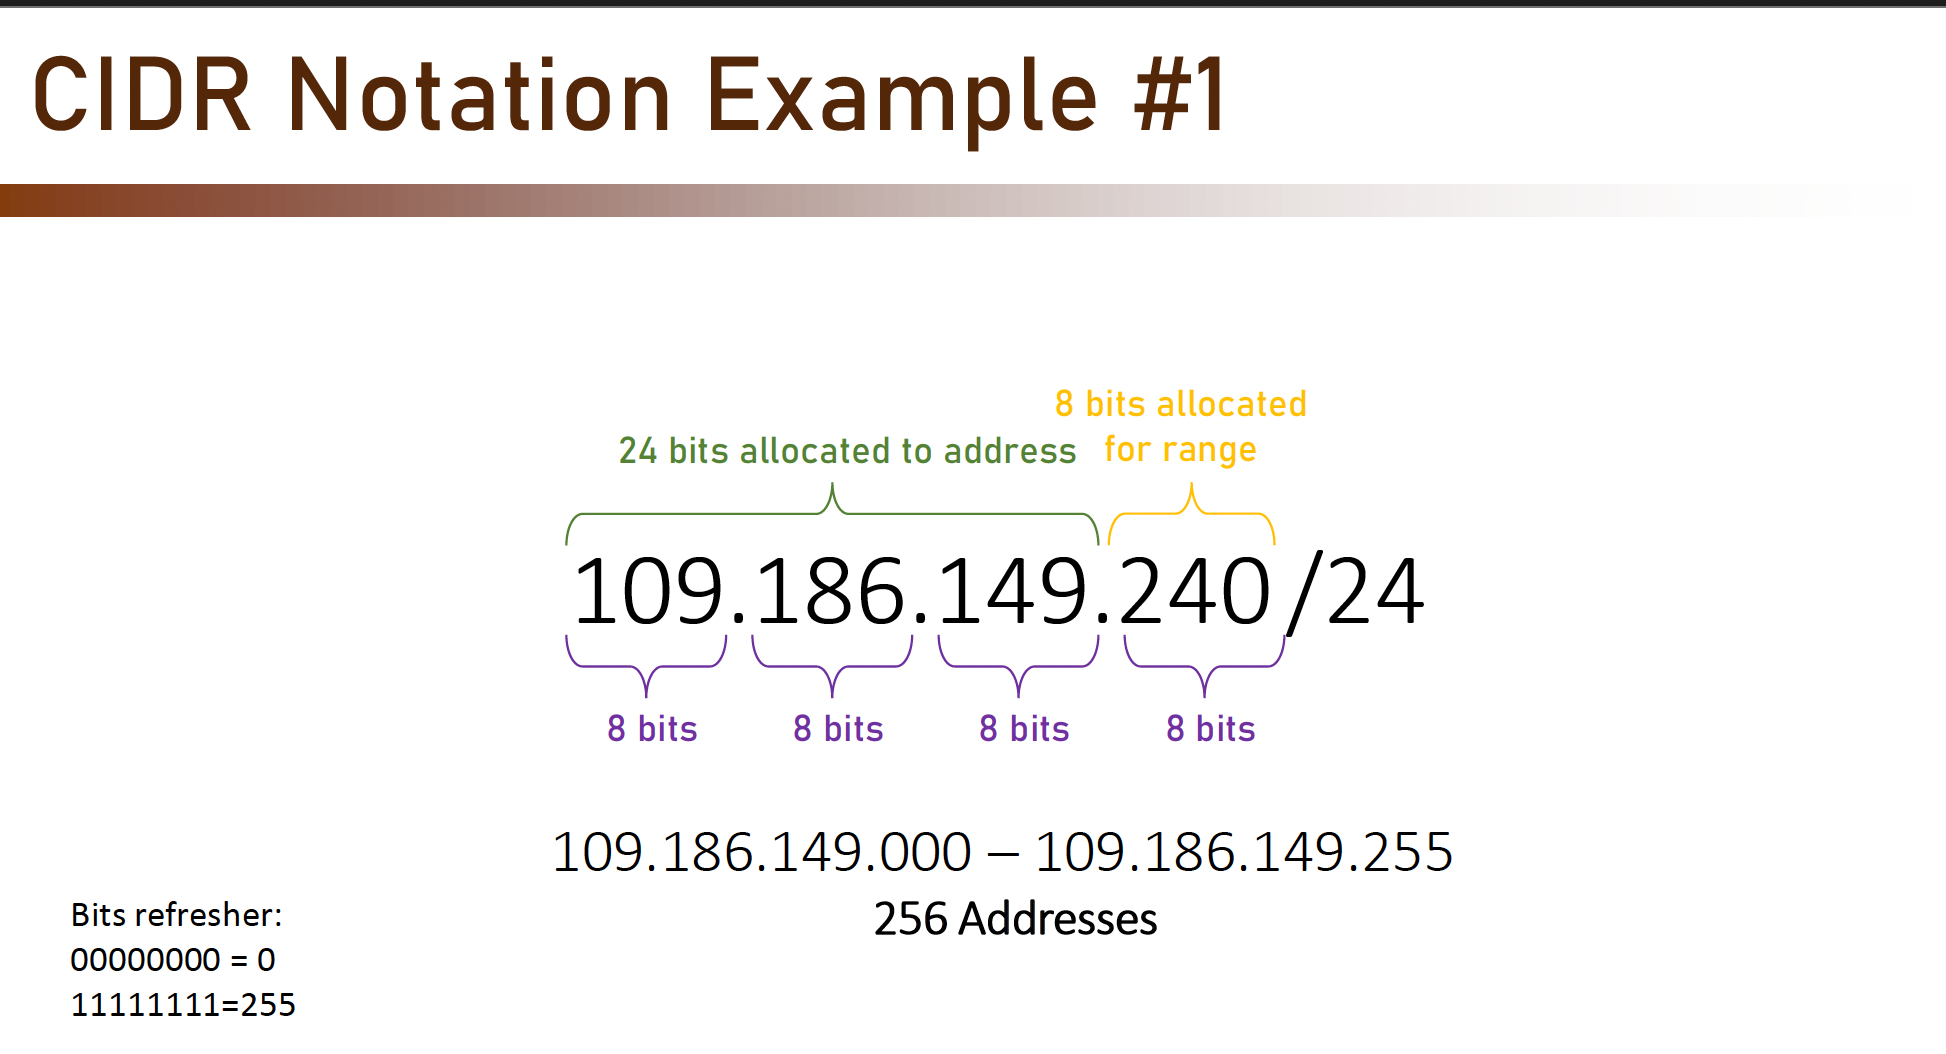 CIDR Notation Example #1
8 bits allocated
for range
24 bits allocated to address
109.186.149.240/24
8 bits
8 bits
8 bits
8 bits
109.186.149.000 – 109.186.149.255
256 Addresses
Bits refresher:
00000000 = 0
11111111=255